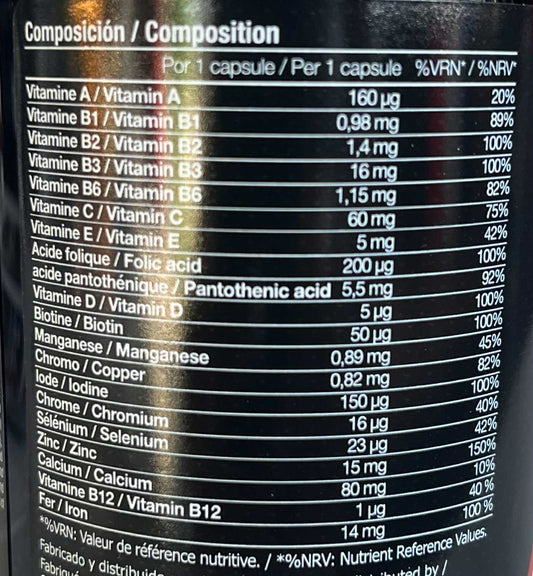 Composición / Composition
Por 1 capsule / Per 1 capsule %VRN* / %NRV*
Vitamine A / Vitamin A 160 µg 20%
Vitamine B1 / Vitamin B1 0,98 mg 89%
Vitamine B2 / Vitamin B2 1,4 mg 100%
Vitamine B3 / Vitamin B3 16 mg 100%
Vitamine B6 / Vitamin B6 1,15 mg 82%
Vitamine C / Vitamin C 60 mg 75%
Vitamine E / Vitamin E 5 mg 42%
Acide folique / Folic acid 200 µg 100%
acide pantothénique / Pantothenic acid 5,5 mg 92%
Vitamine D / Vitamin D 5 µg 100%
Biotine / Biotin 50 µg 100%
Manganese / Manganese 0,89 mg 45%
Chromo / Copper 0,82 mg 82%
Iode / Iodine 150 µg 100%
Chrome / Chromium 16 µg 40%
Sélénium / Selenium 23 µg 42%
Zinc / Zinc 15 mg 150%
Calcium / Calcium 80 mg 10%
Vitamine B12 / Vitamin B12 1 µg 40 %
Fer / Iron 14 mg 100 %
*%VRN: Valeur de référence nutritive. / *%NRV: Nutrient Reference Values.
Fabricado y distribuido by /